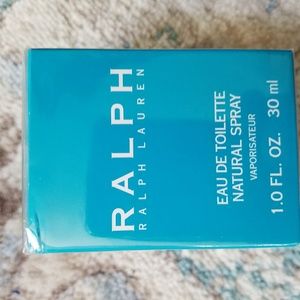 RALPH
RALPH LAUREN
EAU DE TOILETTE
NATURAL SPRAY
VAPORISATEUR
1.0 FL. OZ. 30 ml